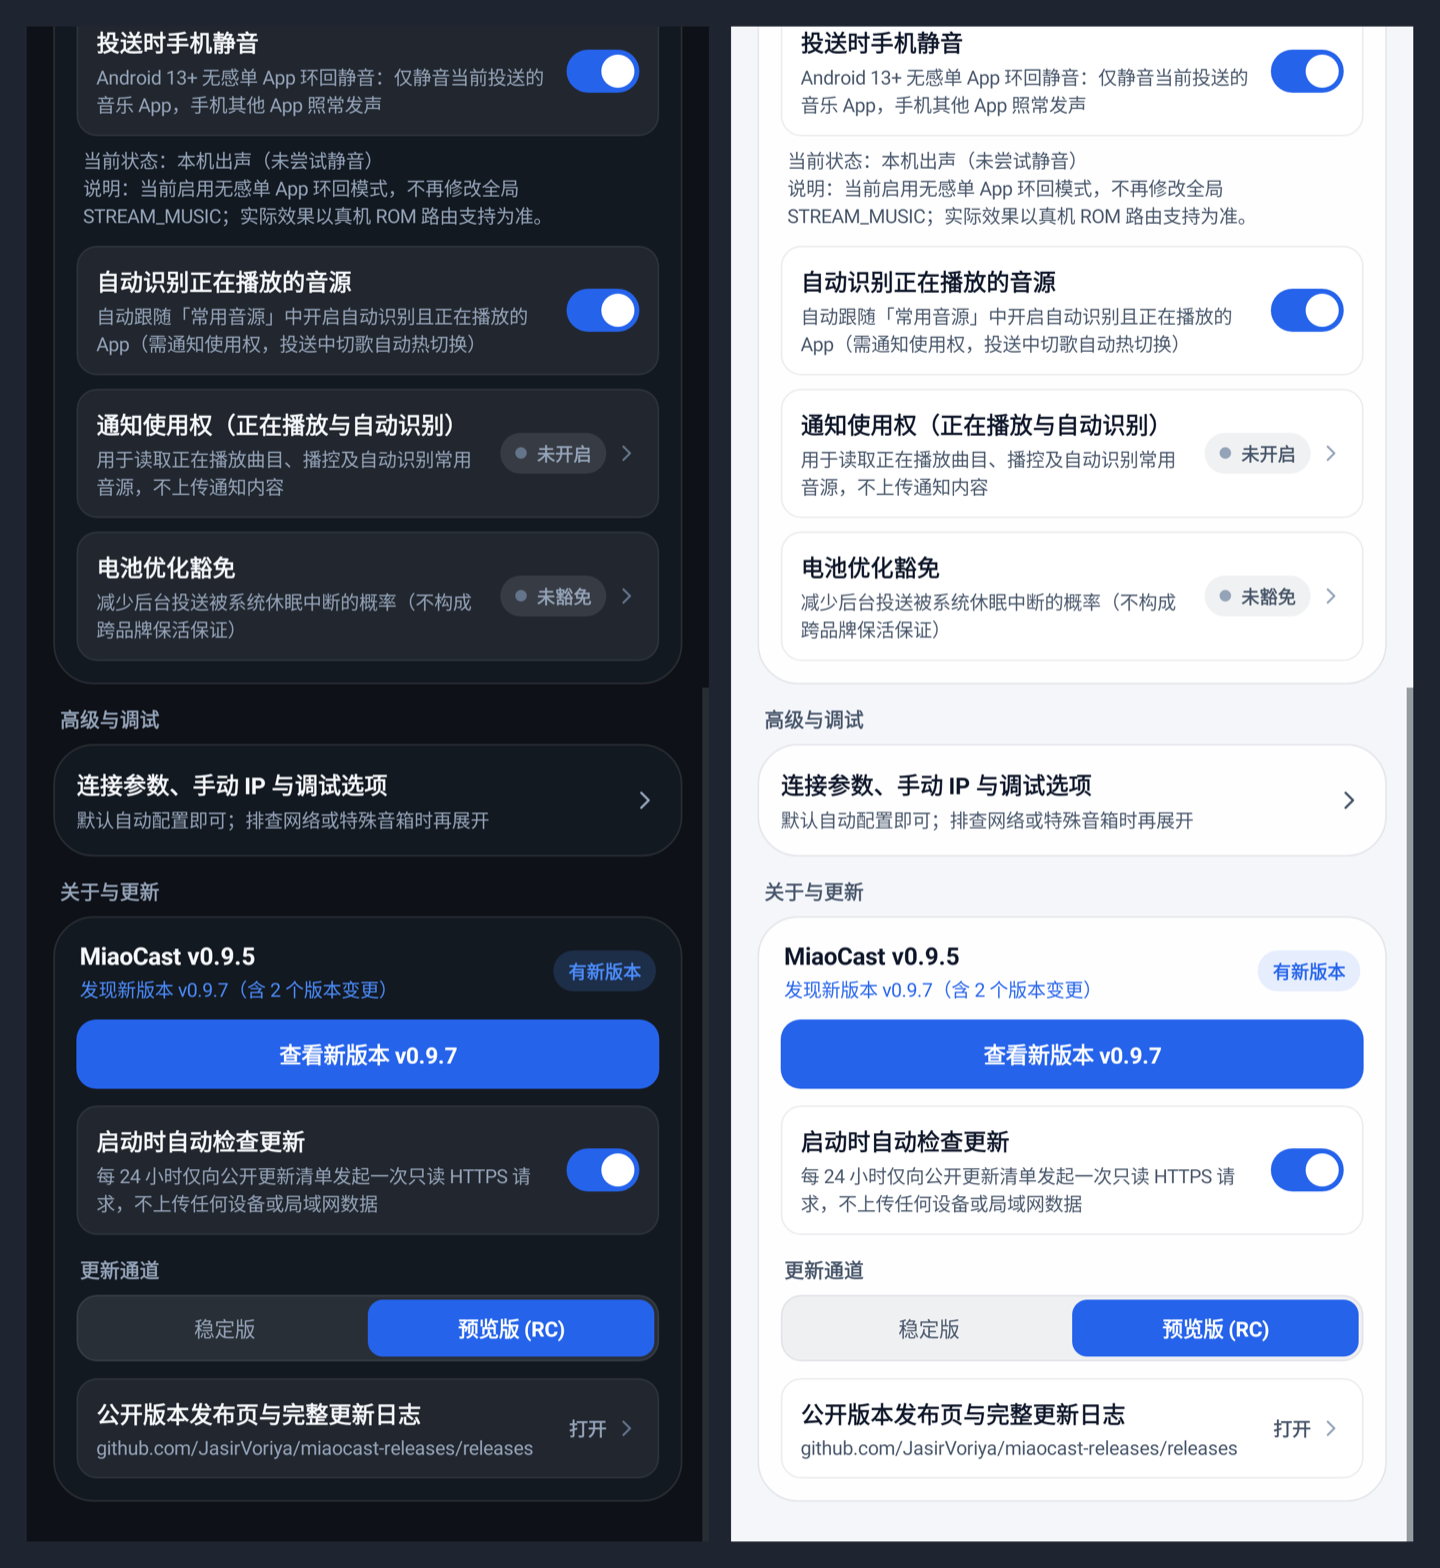 投送时手机静音
Android 13+ 无感单 App 环回静音：仅静音当前投送的
音乐 App，手机其他 App 照常发声
当前状态：本机出声（未尝试静音）
说明：当前启用无感单 App 环回模式，不再修改全局
STREAM_MUSIC；实际效果以真机 ROM 路由支持为准。
自动识别正在播放的音源
自动跟随「常用音源」中开启自动识别且正在播放的
App（需通知使用权，投送中切歌自动热切换）
通知使用权（正在播放与自动识别）
用于读取正在播放曲目、播控及自动识别常用
音源，不上传通知内容
未开启
电池优化豁免
减少后台投送被系统休眠中断的概率（不构成
跨品牌保活保证）
未豁免
高级与调试
连接参数、手动 IP 与调试选项
默认自动配置即可；排查网络或特殊音箱时再展开
关于与更新
MiaoCast v0.9.5
发现新版本 v0.9.7（含 2 个版本变更）
有新版本
查看新版本 v0.9.7
启动时自动检查更新
每 24 小时仅向公开更新清单发起一次只读 HTTPS 请
求，不上传任何设备或局域网数据
更新通道
稳定版
预览版 (RC)
公开版本发布页与完整更新日志
github.com/JasirVoriya/miaocast-releases/releases
打开
投送时手机静音
Android 13+ 无感单 App 环回静音：仅静音当前投送的
音乐 App，手机其他 App 照常发声
当前状态：本机出声（未尝试静音）
说明：当前启用无感单 App 环回模式，不再修改全局
STREAM_MUSIC；实际效果以真机 ROM 路由支持为准。
自动识别正在播放的音源
自动跟随「常用音源」中开启自动识别且正在播放的
App（需通知使用权，投送中切歌自动热切换）
通知使用权（正在播放与自动识别）
用于读取正在播放曲目、播控及自动识别常用
音源，不上传通知内容
未开启
电池优化豁免
减少后台投送被系统休眠中断的概率（不构成
跨品牌保活保证）
未豁免
高级与调试
连接参数、手动 IP 与调试选项
默认自动配置即可；排查网络或特殊音箱时再展开
关于与更新
MiaoCast v0.9.5
发现新版本 v0.9.7（含 2 个版本变更）
有新版本
查看新版本 v0.9.7
启动时自动检查更新
每 24 小时仅向公开更新清单发起一次只读 HTTPS 请
求，不上传任何设备或局域网数据
更新通道
稳定版
预览版 (RC)
公开版本发布页与完整更新日志
github.com/JasirVoriya/miaocast-releases/releases
打开